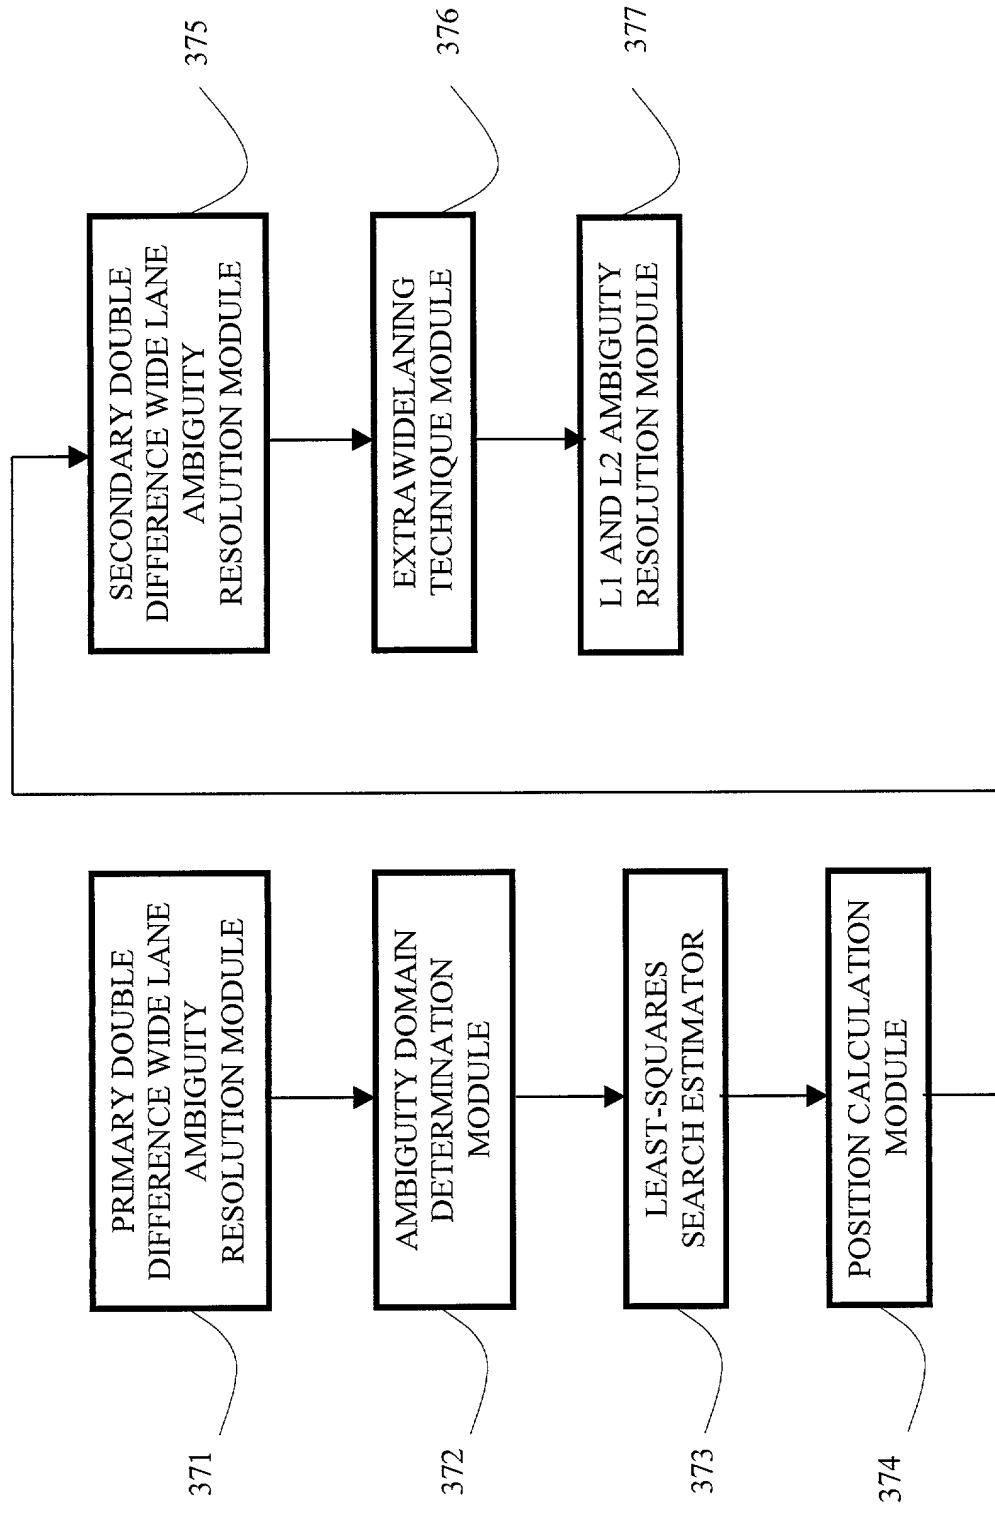 PRIMARY DOUBLE
DIFFERENCE WIDE LANE
AMBIGUITY
RESOLUTION MODULE
371
AMBIGUITY DOMAIN
DETERMINATION
MODULE
372
LEAST-SQUARES
SEARCH ESTIMATOR
373
POSITION CALCULATION
MODULE
374
SECONDARY DOUBLE
DIFFERENCE WIDE LANE
AMBIGUITY
RESOLUTION MODULE
375
EXTRAWIDELANING
TECHNIQUE MODULE
376
L1 AND L2 AMBIGUITY
RESOLUTION MODULE
377